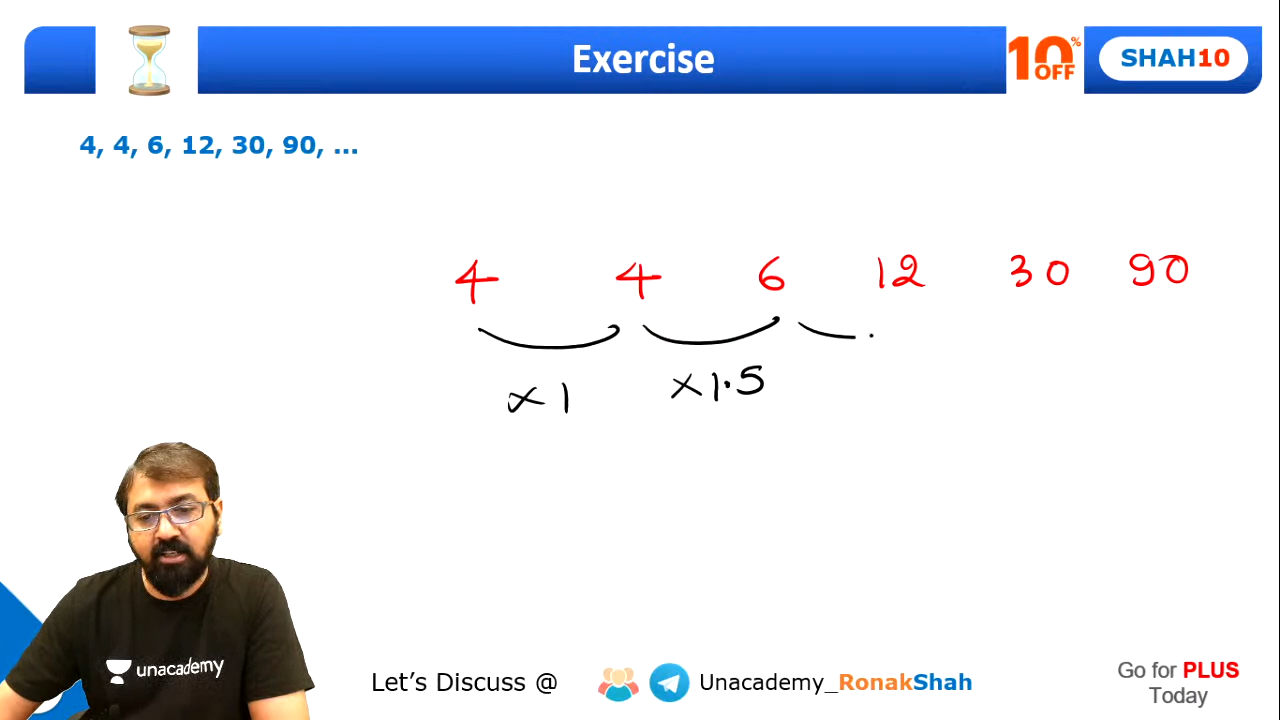 Exercise
10% OFF
SHAH10
4, 4, 6, 12, 30, 90, ...
4 4 6 12 30 90
×1 ×1.5
unacademy
Let’s Discuss @ Unacademy_RonakShah
Go for PLUS
Today